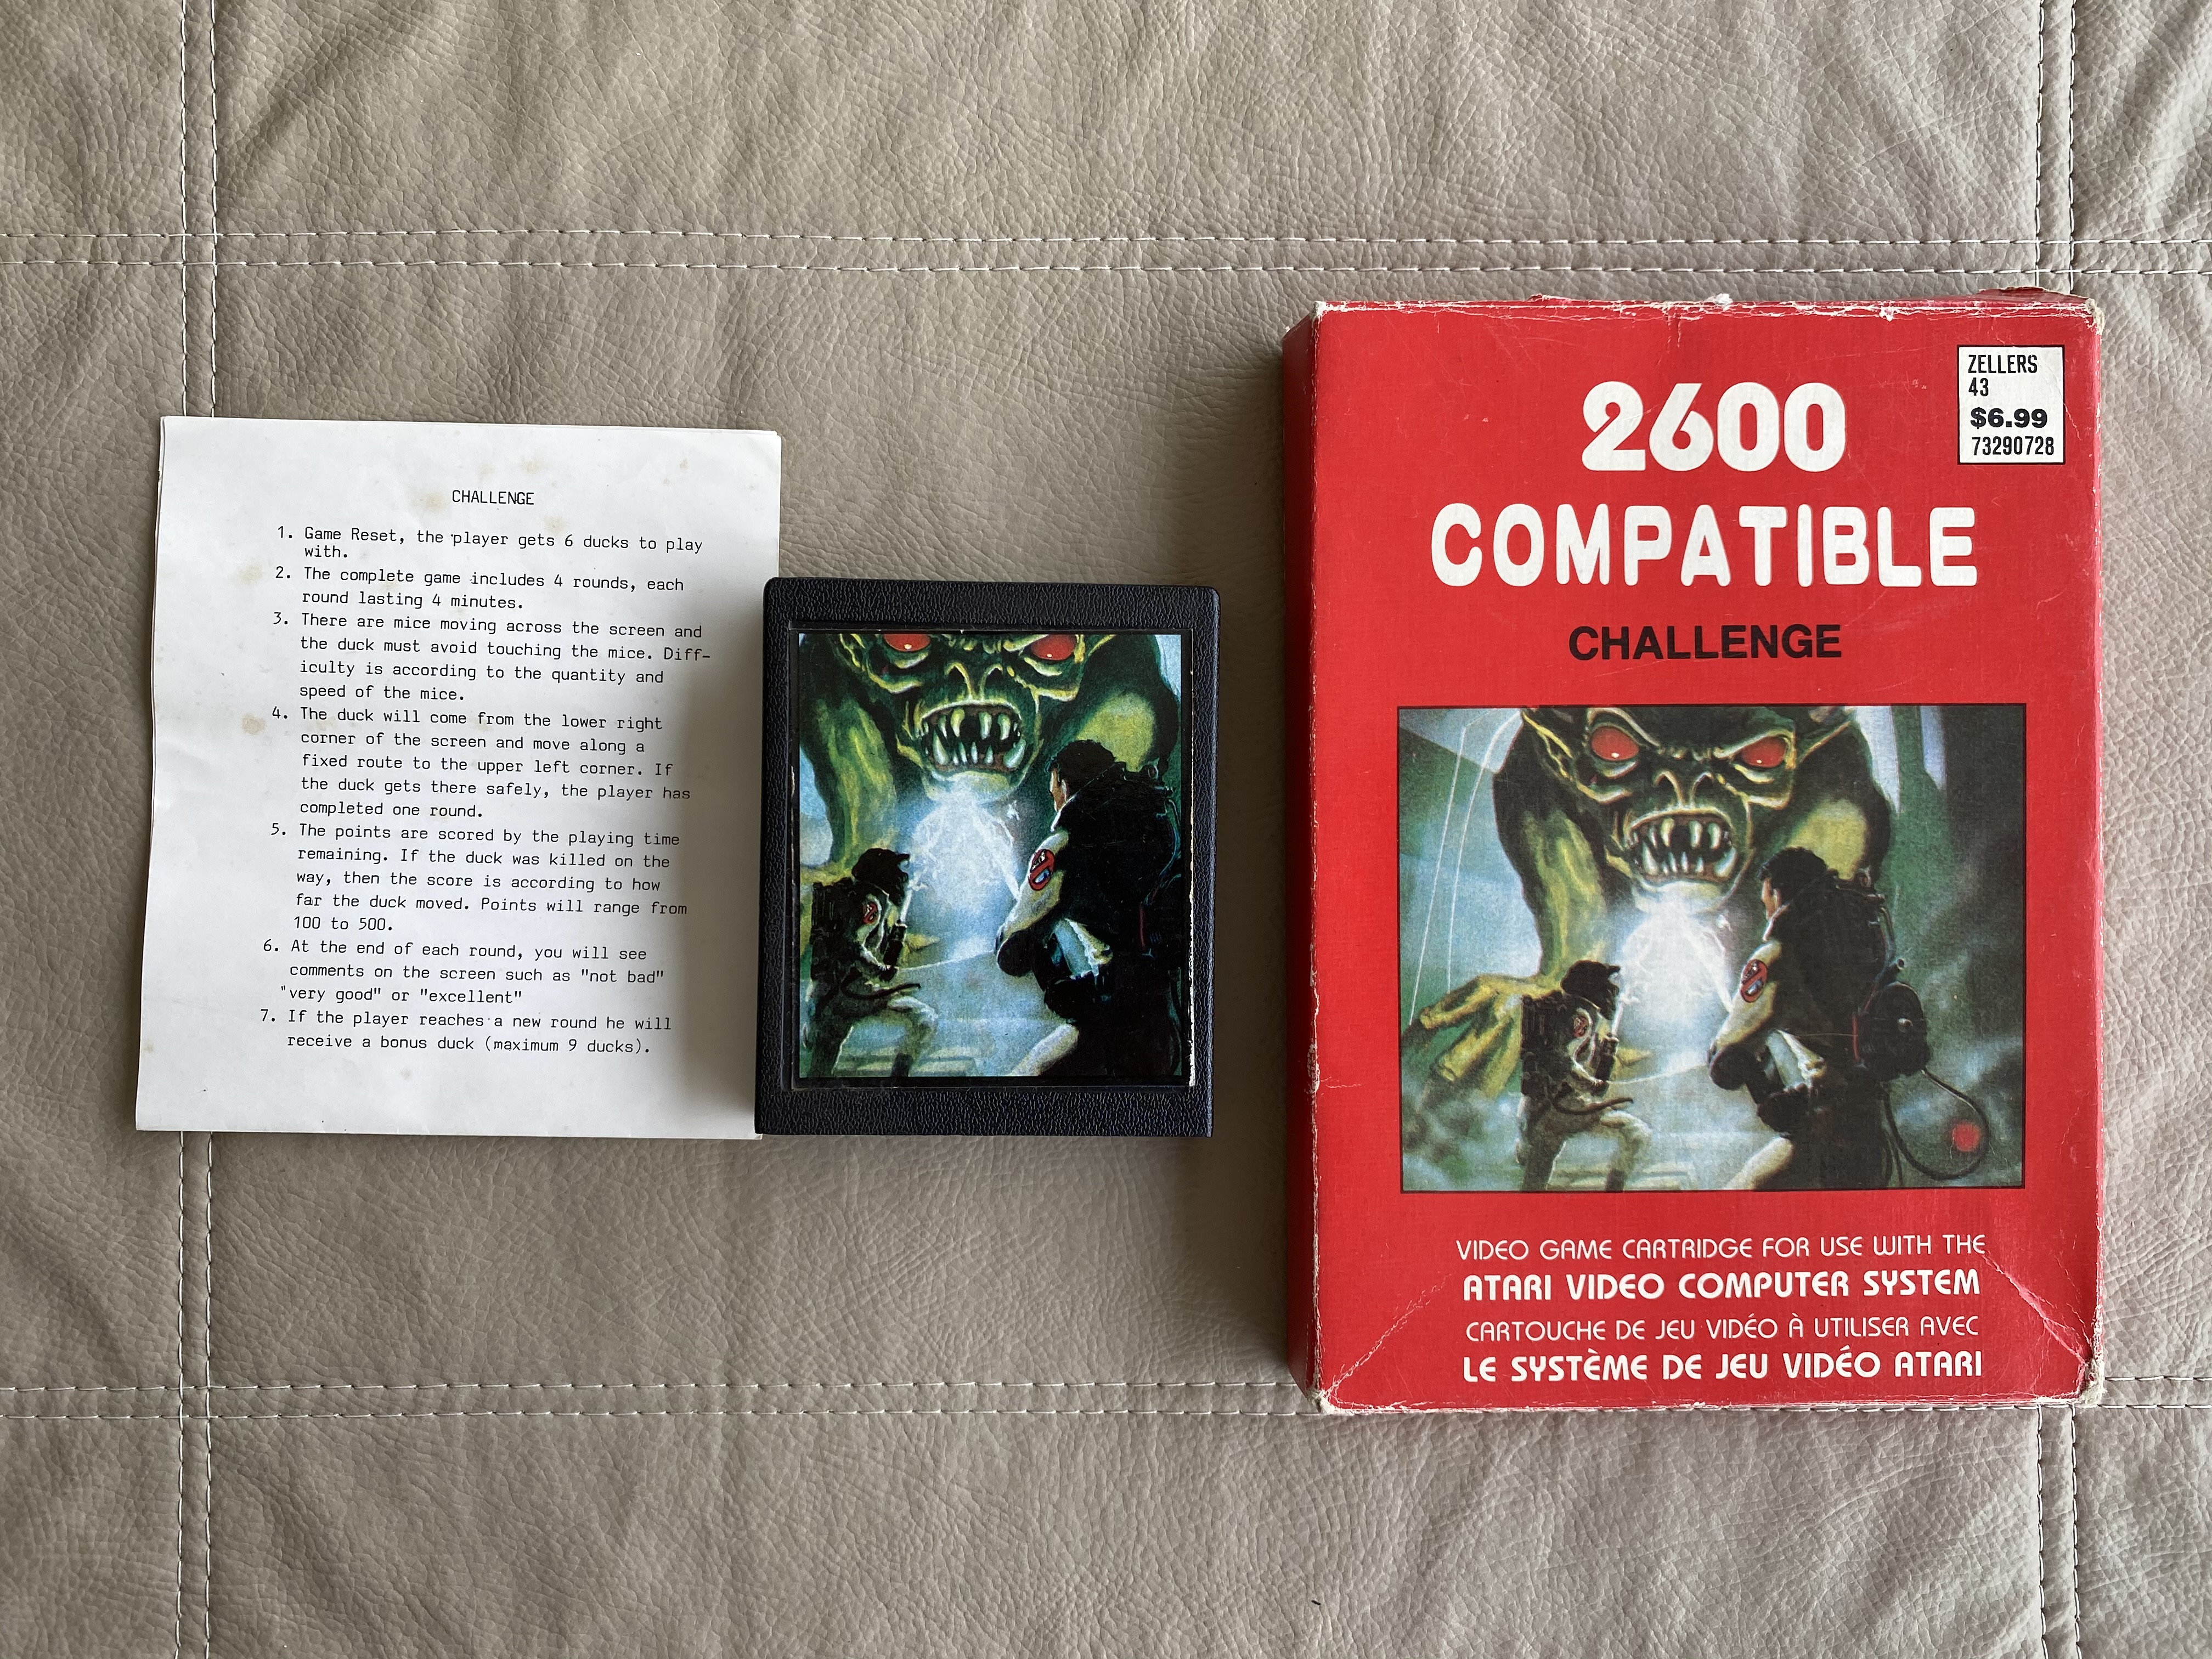 CHALLENGE
1. Game Reset, the player gets 6 ducks to play
with.
2. The complete game includes 4 rounds, each
round lasting 4 minutes.
3. There are mice moving across the screen and
the duck must avoid touching the mice. Diff-
iculty is according to the quantity and
speed of the mice.
4. The duck will come from the lower right
corner of the screen and move along a
fixed route to the upper left corner. If
the duck gets there safely, the player has
completed one round.
5. The points are scored by the playing time
remaining. If the duck was killed on the
way, then the score is according to how
far the duck moved. Points will range from
100 to 500.
6. At the end of each round, you will see
comments on the screen such as "not bad"
"very good" or "excellent"
7. If the player reaches a new round he will
receive a bonus duck (maximum 9 ducks).
2600
COMPATIBLE
CHALLENGE
ZELLERS
43
$6.99
73290728
VIDEO GAME CARTRIDGE FOR USE WITH THE
ATARI VIDEO COMPUTER SYSTEM
CARTOUCHE DE JEU VIDÉO À UTILISER AVEC
LE SYSTÈME DE JEU VIDÉO ATARI